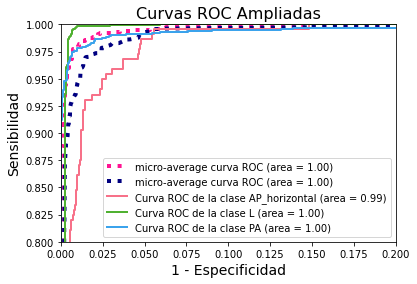 Curvas ROC Ampliadas
Sensibilidad
1.000
0.975
0.950
0.925
0.900
0.875
0.850
0.825
0.800
micro-average curva ROC (area = 1.00)
micro-average curva ROC (area = 1.00)
Curva ROC de la clase AP_horizontal (area = 0.99)
Curva ROC de la clase L (area = 1.00)
Curva ROC de la clase PA (area = 1.00)
0.000 0.025 0.050 0.075 0.100 0.125 0.150 0.175 0.200
1 - Especificidad